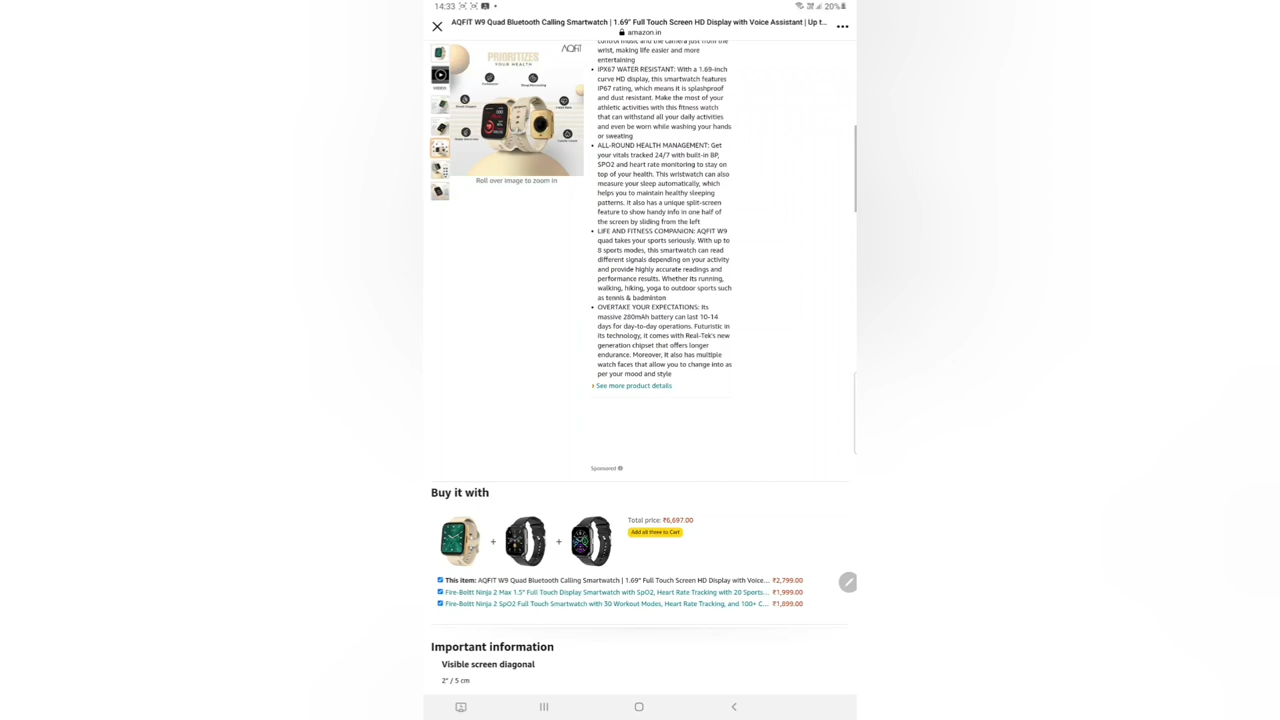 14:33
20%
AQFIT W9 Quad Bluetooth Calling Smartwatch | 1.69" Full Touch Screen HD Display with Voice Assistant | Up t...
amazon.in
AQFIT
PRIORITIZES
YOUR HEALTH
VIDEO
Roll over image to zoom in
control music and the camera just from the
wrist, making life easier and more
entertaining
• IPX67 WATER RESISTANT: With a 1.69-inch
curve HD display, this smartwatch features
IP67 rating, which means it is splashproof
and dust resistant. Make the most of your
athletic activities with this fitness watch
that can withstand all your daily activities
and even be worn while washing your hands
or sweating
• ALL-ROUND HEALTH MANAGEMENT: Get
your vitals tracked 24/7 with built-in BP,
SPO2 and heart rate monitoring to stay on
top of your health. This wristwatch can also
measure your sleep automatically, which
helps you to maintain healthy sleeping
patterns. It also has a unique split-screen
feature to show handy info in one half of
the screen by sliding from the left
• LIFE AND FITNESS COMPANION: AQFIT W9
quad takes your sports seriously. With up to
8 sports modes, this smartwatch can read
different signals depending on your activity
and provide highly accurate readings and
performance results. Whether its running,
walking, hiking, yoga to outdoor sports such
as tennis & badminton
• OVERTAKE YOUR EXPECTATIONS: Its
massive 280mAh battery can last 10-14
days for day-to-day operations. Futuristic in
its technology, it comes with Real-Tek's new
generation chipset that offers longer
endurance. Moreover, it also has multiple
watch faces that allow you to change into as
per your mood and style
› See more product details
Sponsored
Buy it with
Total price: ₹6,697.00
Add all three to Cart
This item: AQFIT W9 Quad Bluetooth Calling Smartwatch | 1.69" Full Touch Screen HD Display with Voice... ₹2,799.00
Fire-Boltt Ninja 2 Max 1.5" Full Touch Display Smartwatch with SpO2, Heart Rate Tracking with 20 Sports... ₹1,999.00
Fire-Boltt Ninja 2 SpO2 Full Touch Smartwatch with 30 Workout Modes, Heart Rate Tracking, and 100+ C... ₹1,899.00
Important information
Visible screen diagonal
2" / 5 cm